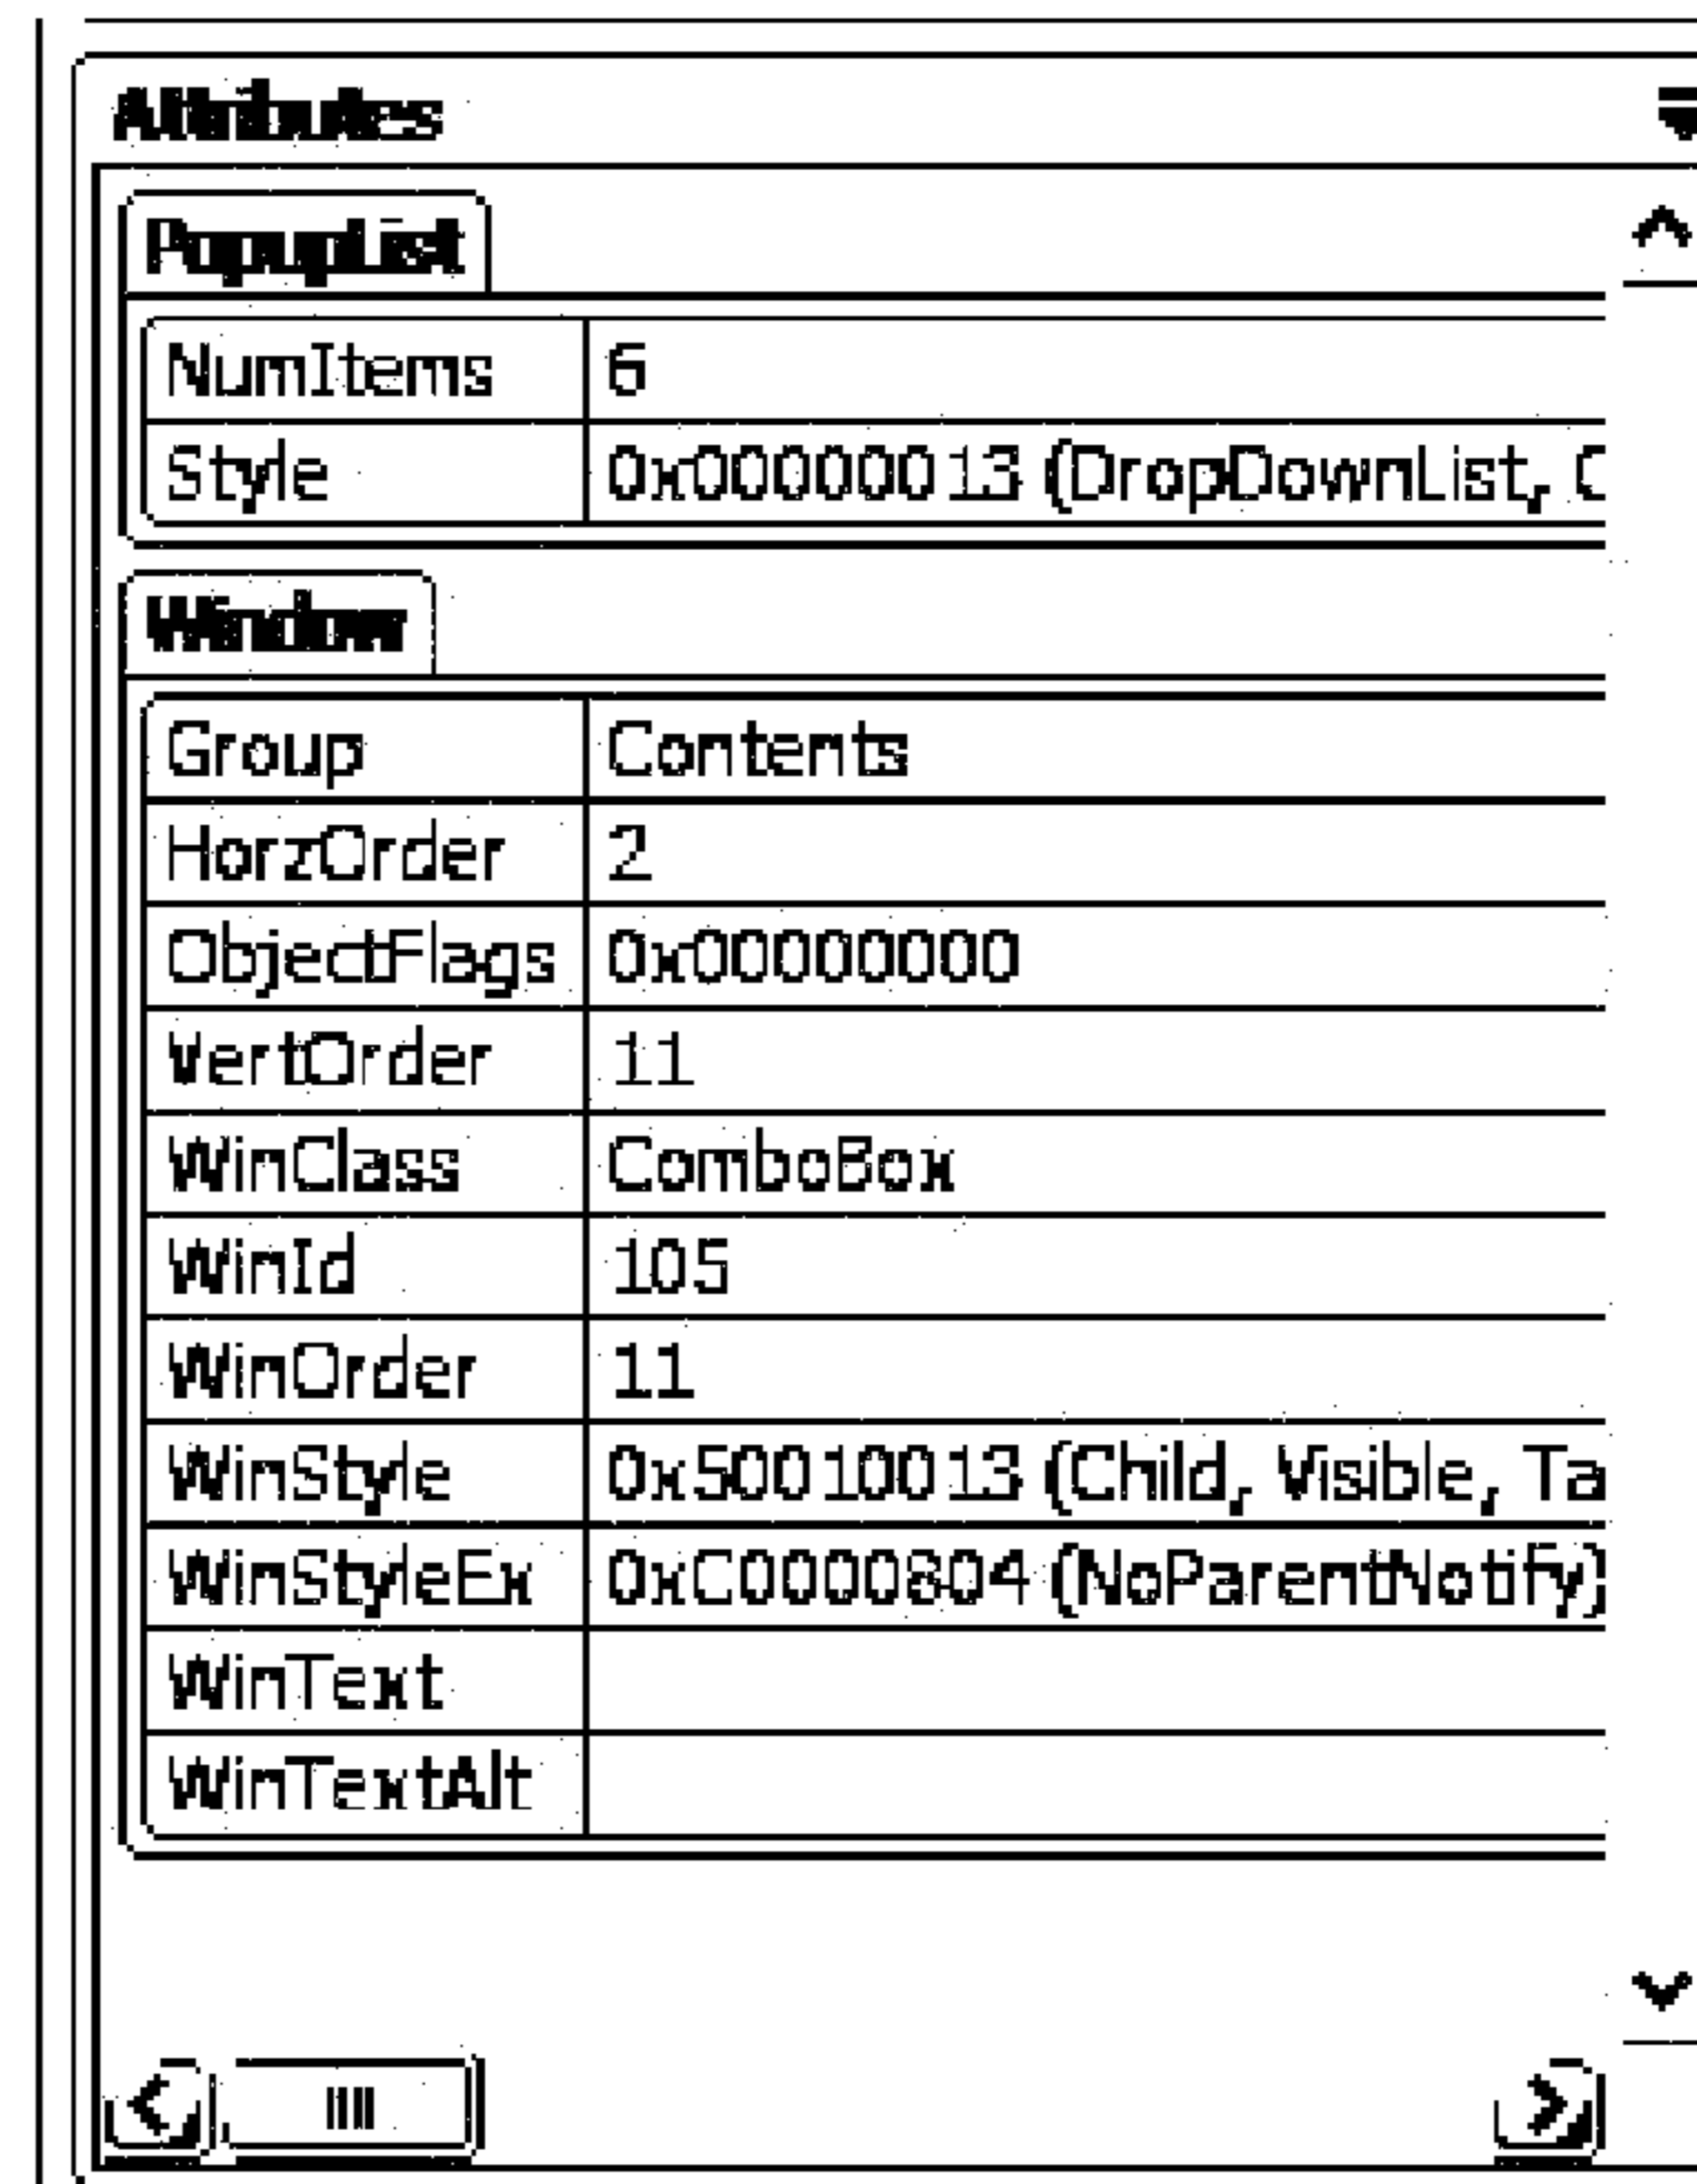 Attributes
PopupList
NumItems 6
Style 0x00000013 (DropDownList, C
Window
Group Contents
HorzOrder 2
ObjectFlags 0x00000000
VertOrder 11
WinClass ComboBox
WinId 105
WinOrder 11
WinStyle 0x50010013 (Child, Visible, Ta
WinStyleEx 0xC0000804 (NoParentNotify)
WinText
WinTextAlt